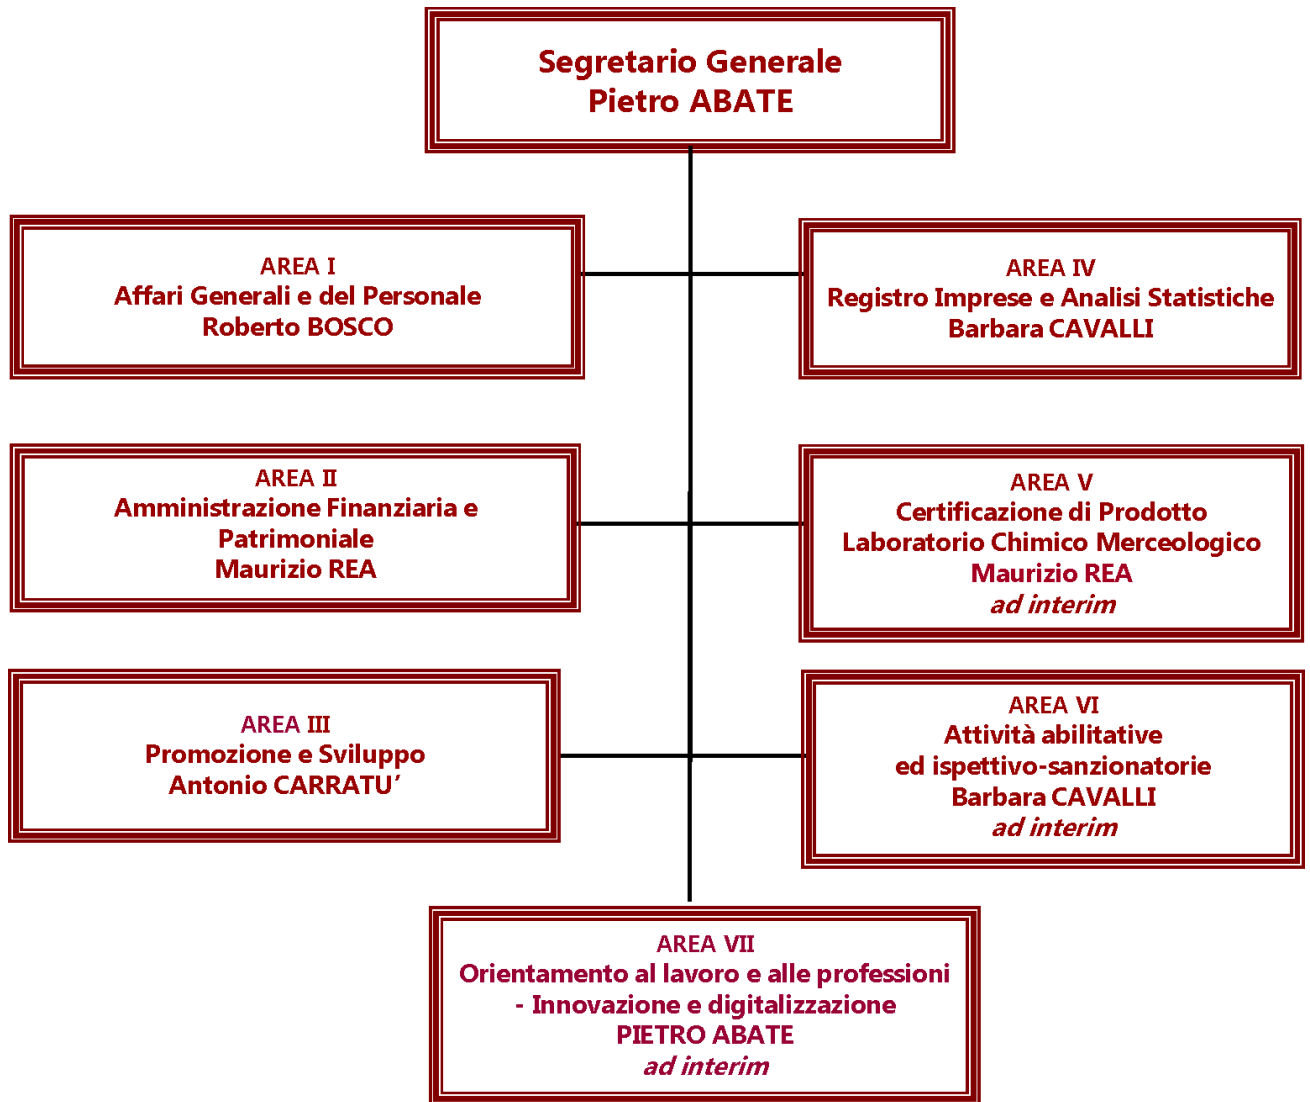 Segretario Generale
Pietro ABATE
AREA I
Affari Generali e del Personale
Roberto BOSCO
AREA IV
Registro Imprese e Analisi Statistiche
Barbara CAVALLI
AREA II
Amministrazione Finanziaria e
Patrimoniale
Maurizio REA
AREA V
Certificazione di Prodotto
Laboratorio Chimico Merceologico
Maurizio REA
ad interim
AREA III
Promozione e Sviluppo
Antonio CARRATU’
AREA VI
Attività abilitative
ed ispettivo-sanzionatorie
Barbara CAVALLI
ad interim
AREA VII
Orientamento al lavoro e alle professioni
- Innovazione e digitalizzazione
PIETRO ABATE
ad interim